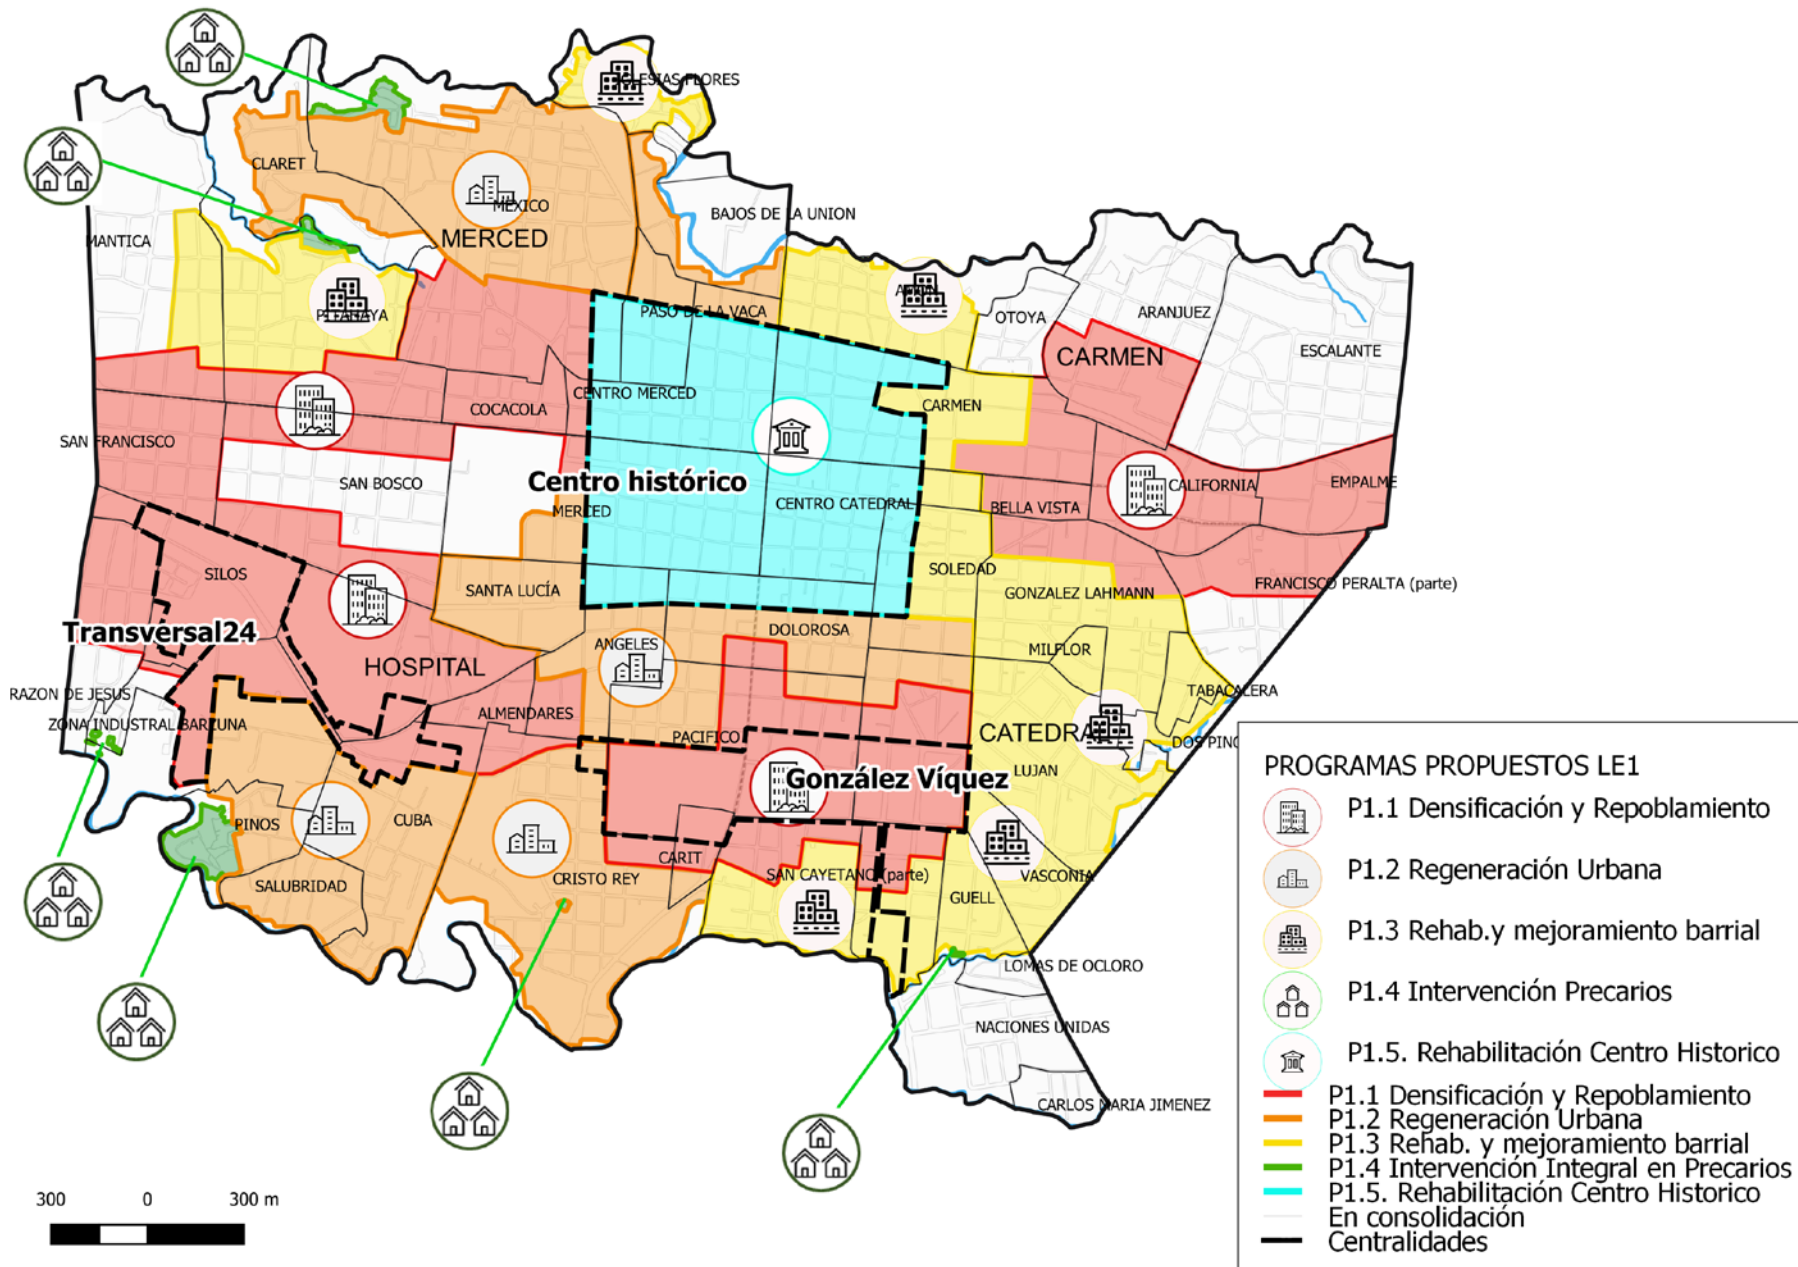 IGLESIAS FLORES
CLARET
MEXICO
MERCED
BAJOS DE LA UNION
MANTICA
PITAHAYA
PASO DE LA VACA
OTOYA
ARANJUEZ
ESCALANTE
CARMEN
CENTRO MERCED
COCACOLA
CARMEN
SAN FRANCISCO
SAN BOSCO
Centro histórico
CENTRO CATEDRAL
MERCED
BELLA VISTA
CALIFORNIA
EMPALME
SILOS
SANTA LUCÍA
SOLEDAD
GONZALEZ LAHMANN
FRANCISCO PERALTA (parte)
Transversal24
ANGELES
DOLOROSA
MILFLOR
HOSPITAL
RAZON DE JESUS
ZONA INDUSTRAL BARZUNA
ALMENDARES
TABACALERA
PACIFICO
CATEDRAL
DOS PINO
LUJAN
González Víquez
PINOS
CUBA
CARIT
SALUBRIDAD
CRISTO REY
SAN CAYETANO (parte)
VASCONIA
GUELL
LOMAS DE OCLORO
NACIONES UNIDAS
CARLOS MARIA JIMENEZ
300 0 300 m
PROGRAMAS PROPUESTOS LE1
P1.1 Densificación y Repoblamiento
P1.2 Regeneración Urbana
P1.3 Rehab.y mejoramiento barrial
P1.4 Intervención Precarios
P1.5. Rehabilitación Centro Historico
P1.1 Densificación y Repoblamiento
P1.2 Regeneración Urbana
P1.3 Rehab. y mejoramiento barrial
P1.4 Intervención Integral en Precarios
P1.5. Rehabilitación Centro Historico
En consolidación
Centralidades